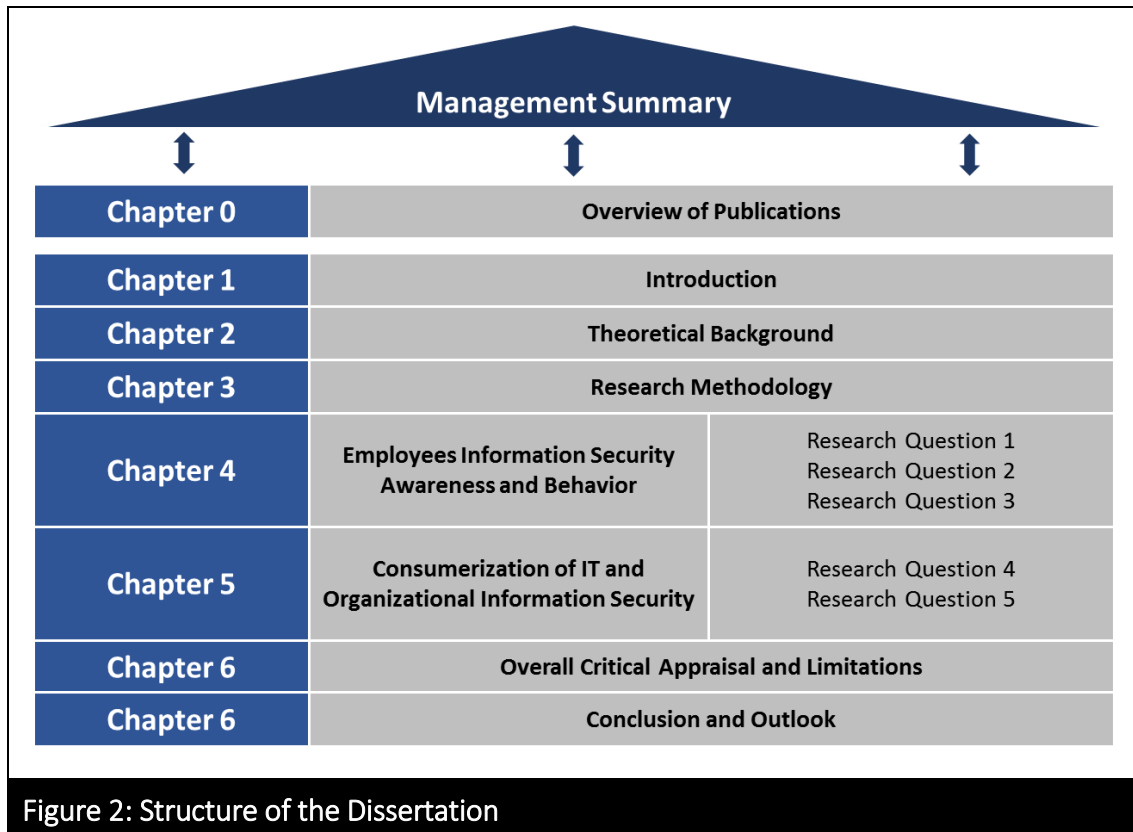 Management Summary
Chapter 0
Overview of Publications
Chapter 1
Introduction
Chapter 2
Theoretical Background
Chapter 3
Research Methodology
Chapter 4
Employees Information Security
Awareness and Behavior
Research Question 1
Research Question 2
Research Question 3
Chapter 5
Consumerization of IT and
Organizational Information Security
Research Question 4
Research Question 5
Chapter 6
Overall Critical Appraisal and Limitations
Chapter 6
Conclusion and Outlook
Figure 2: Structure of the Dissertation